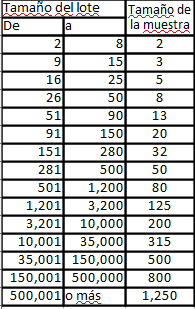 Tamaño del lote Tamaño de
De a la muestra
2 8 2
9 15 3
16 25 5
26 50 8
51 90 13
91 150 20
151 280 32
281 500 50
501 1,200 80
1,201 3,200 125
3,201 10,000 200
10,001 35,000 315
35,001 150,000 500
150,001 500,000 800
500,001 o más 1,250